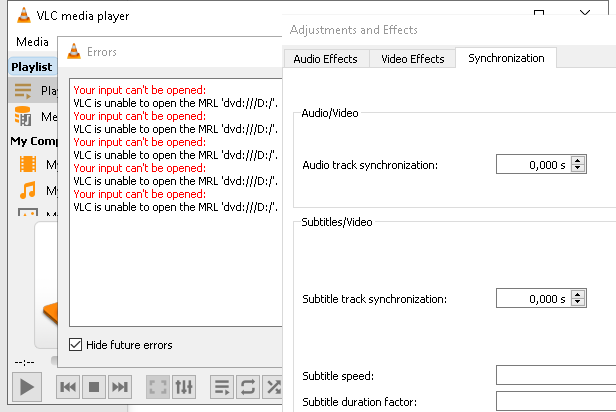 VLC media player
Media
Playlist
My Comp
Errors
Your input can't be opened:
VLC is unable to open the MRL 'dvd:///D:/'.
Your input can't be opened:
VLC is unable to open the MRL 'dvd:///D:/'.
Your input can't be opened:
VLC is unable to open the MRL 'dvd:///D:/'.
Your input can't be opened:
VLC is unable to open the MRL 'dvd:///D:/'.
Your input can't be opened:
VLC is unable to open the MRL 'dvd:///D:/'.
Hide future errors
--:--
Adjustments and Effects
Audio Effects
Video Effects
Synchronization
Audio/Video
Audio track synchronization:
0,000 s
Subtitles/Video
Subtitle track synchronization:
0,000 s
Subtitle speed:
Subtitle duration factor: